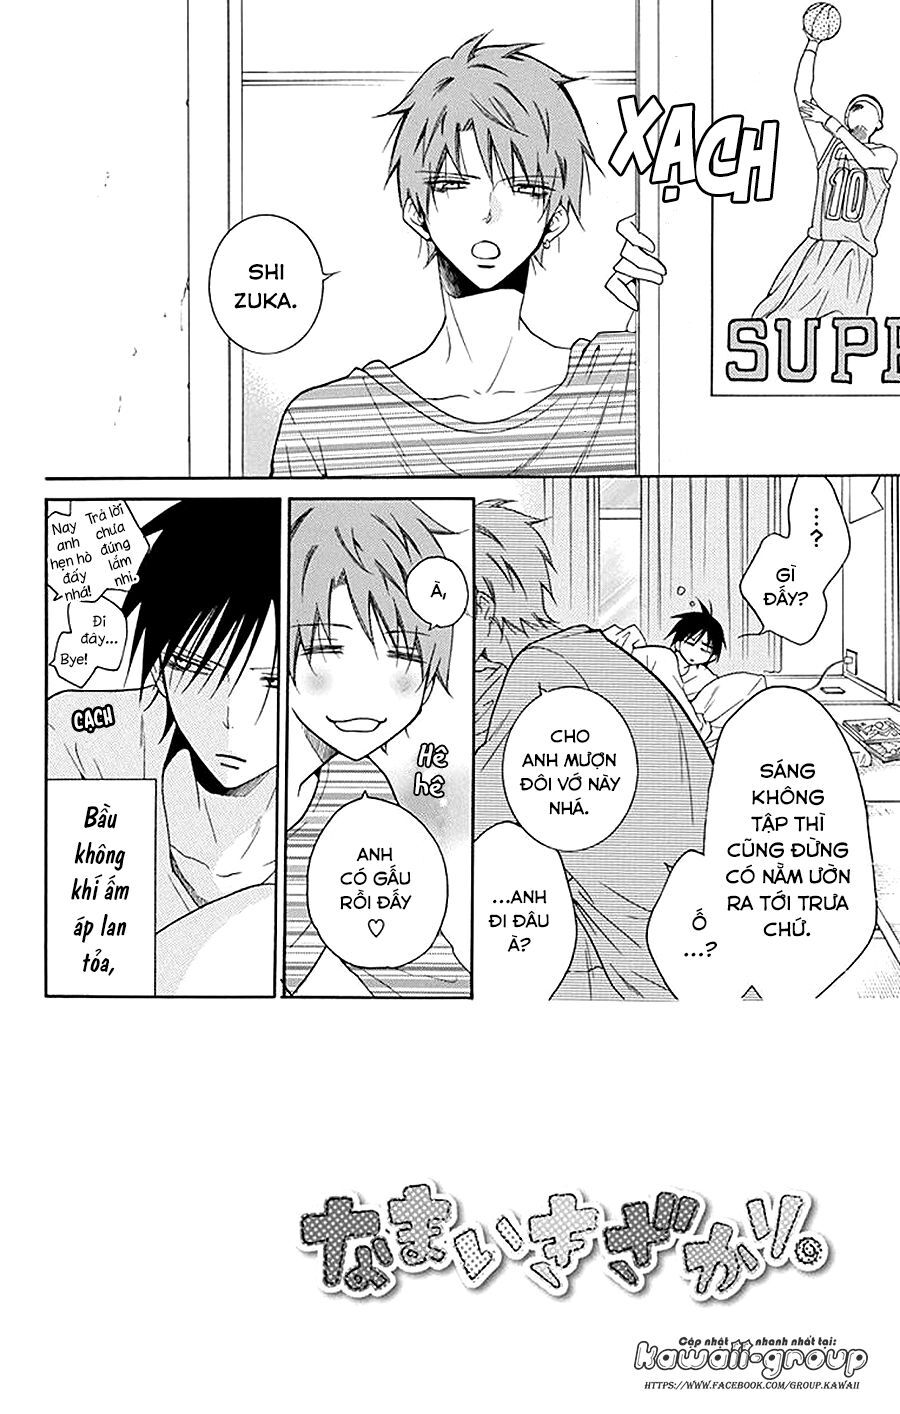 XẠCH
SHI
ZUKA.
10
SUPE
...?
GÌ
ĐẤY?
SÁNG
KHÔNG
TẬP THÌ
CŨNG ĐỪNG
CÓ NẰM ƯỜN
RA TỚI TRƯA
CHỨ.
Ố
...?
CHO
ANH MƯỢN
ĐÔI VỚ NÀY
NHÁ.
...ANH
ĐI ĐÂU
À?
À,
Hê
hê
ANH
CÓ GẤU
RỒI ĐẤY
♡
Trả lời
chưa
đúng
lắm
nhỉ.
Nay
anh
hẹn hò
đấy
nhá!
Đi
đây...
Bye!
CẠCH
Bầu
không
khí ấm
áp lan
tỏa,
なまいきざかり。
Cập nhật nhanh nhất tại:
kawaii-group
HTTPS://WWW.FACEBOOK.COM/GROUP.KAWAII